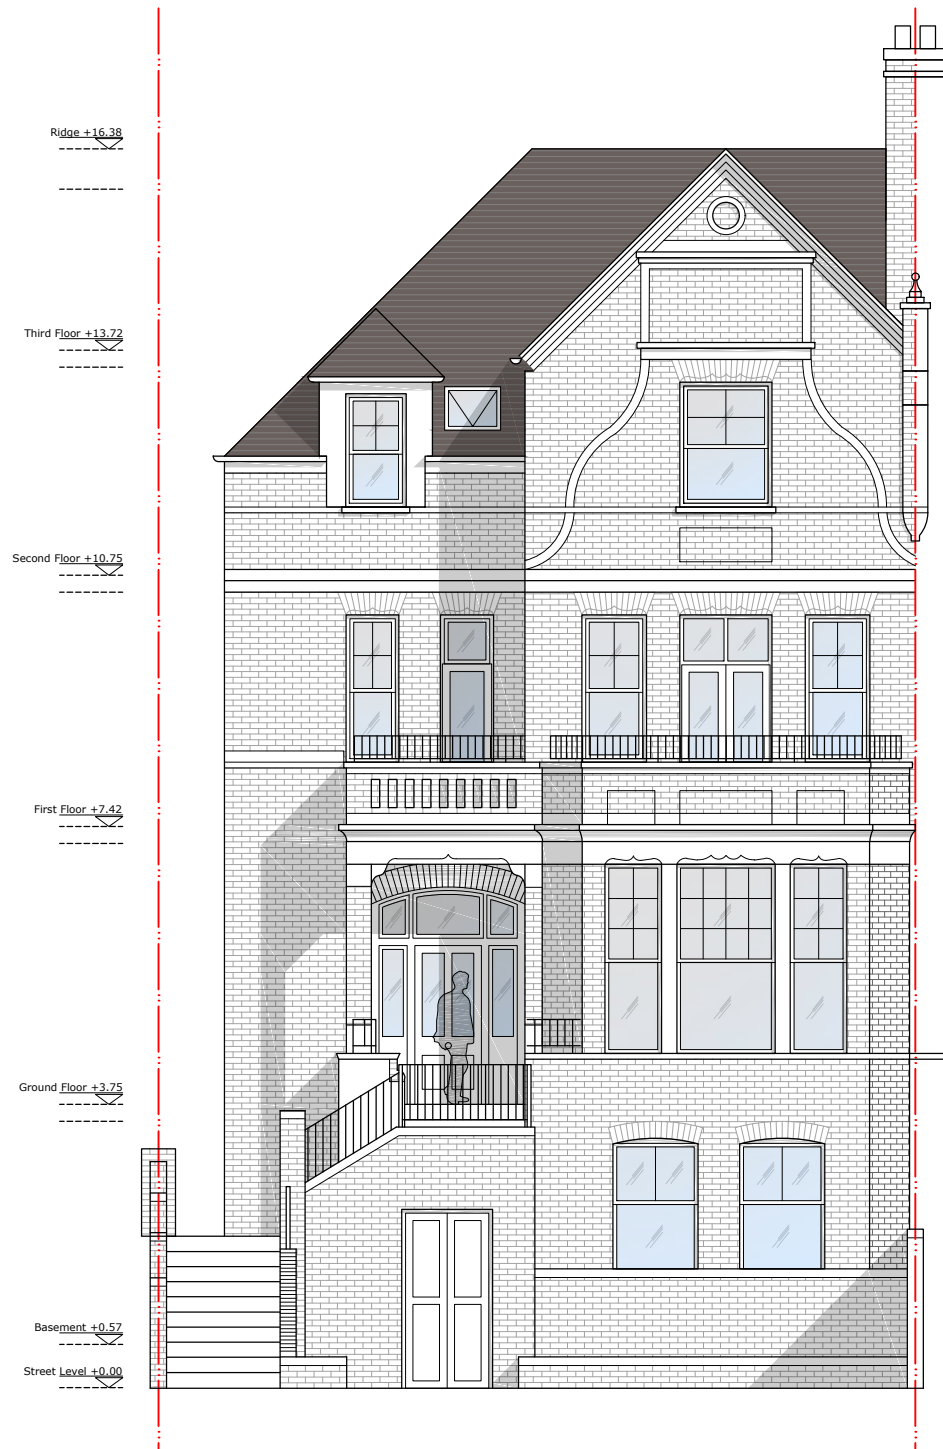 Ridge +16.38
Third Floor +13.72
Second Floor +10.75
First Floor +7.42
Ground Floor +3.75
Basement +0.57
Street Level +0.00